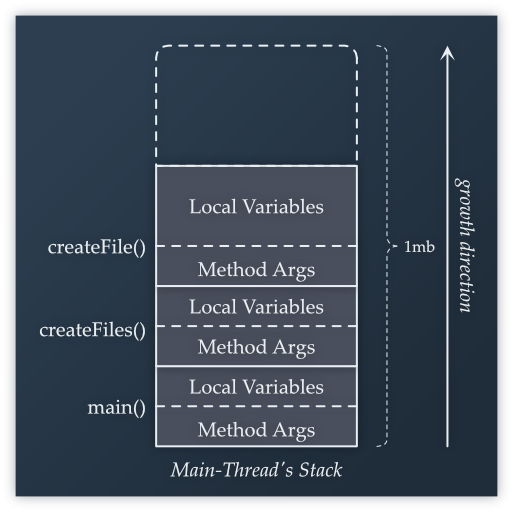 Local Variables
createFile()
Method Args
Local Variables
createFiles()
Method Args
Local Variables
main()
Method Args
1mb
growth direction
Main-Thread's Stack